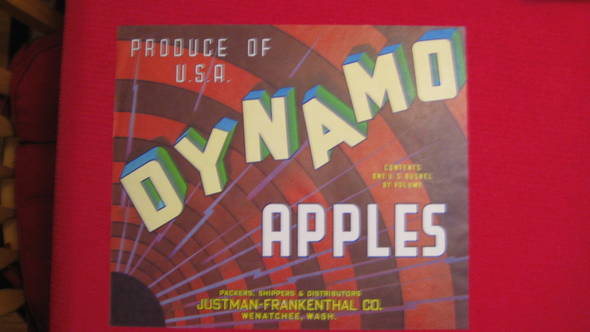 PRODUCE OF
U.S.A.
DYNAMO
CONTENTS
ONE U.S. BUSHEL
BY VOLUME
APPLES
PACKERS, SHIPPERS & DISTRIBUTORS
JUSTMAN-FRANKENTHAL CO.
WENATCHEE, WASH.